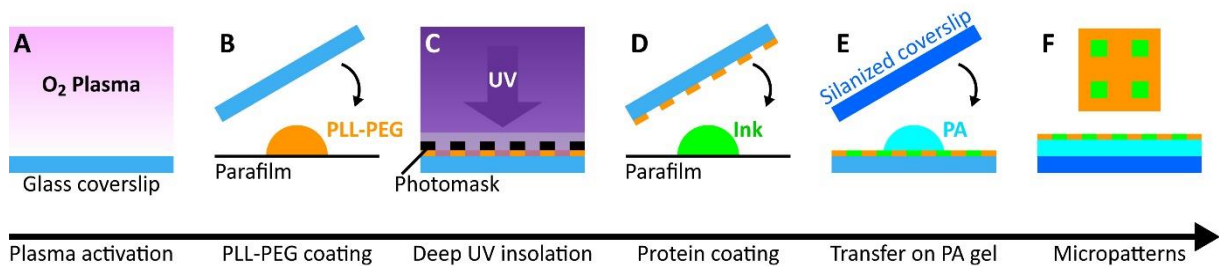 A
O2 Plasma
Glass coverslip
B
PLL-PEG
Parafilm
C
UV
Photomask
D
Ink
Parafilm
E
Silanized coverslip
PA
F
Plasma activation
PLL-PEG coating
Deep UV insolation
Protein coating
Transfer on PA gel
Micropatterns